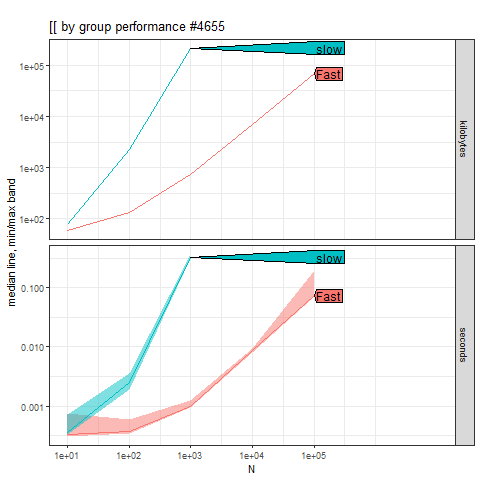 [[ by group performance #4655
median line, min/max band
1e+05
1e+04
1e+03
1e+02
slow
Fast
kilobytes
0.100
0.010
0.001
slow
Fast
seconds
1e+01
1e+02
1e+03
1e+04
1e+05
N